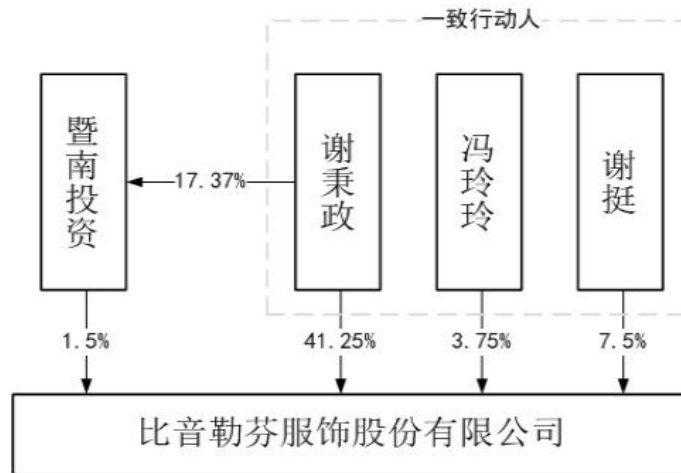 一致行动人
暨南投资
谢秉政
冯玲玲
谢挺
17.37%
1.5%
41.25%
3.75%
7.5%
比音勒芬服饰股份有限公司